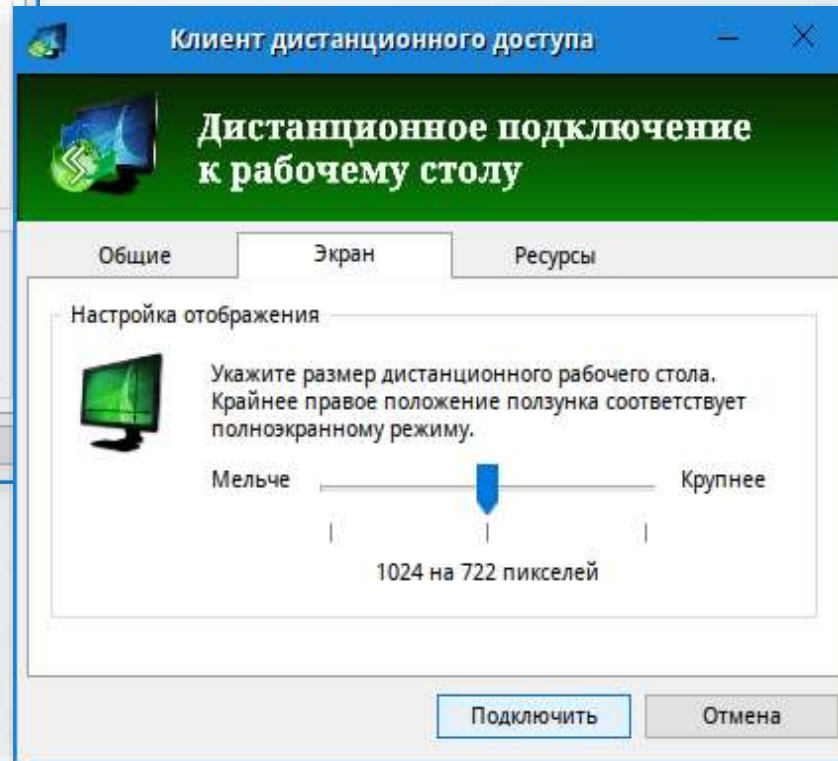 Клиент дистанционного доступа
Дистанционное подключение
к рабочему столу
Общие
Экран
Ресурсы
Настройка отображения
Укажите размер дистанционного рабочего стола.
Крайнее правое положение ползунка соответствует
полноэкранному режиму.
Мельче
Крупнее
1024 на 722 пикселей
Подключить
Отмена